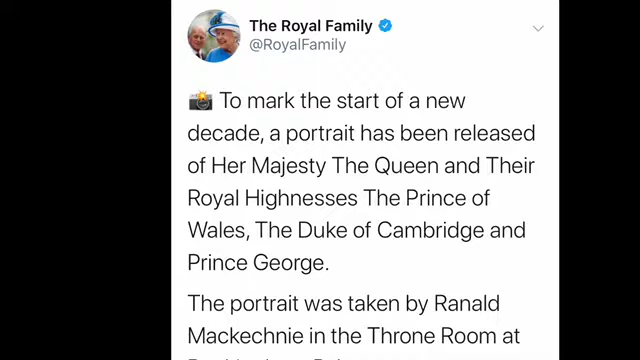 The Royal Family
@RoyalFamily
📸 To mark the start of a new
decade, a portrait has been released
of Her Majesty The Queen and Their
Royal Highnesses The Prince of
Wales, The Duke of Cambridge and
Prince George.
The portrait was taken by Ranald
Mackechnie in the Throne Room at